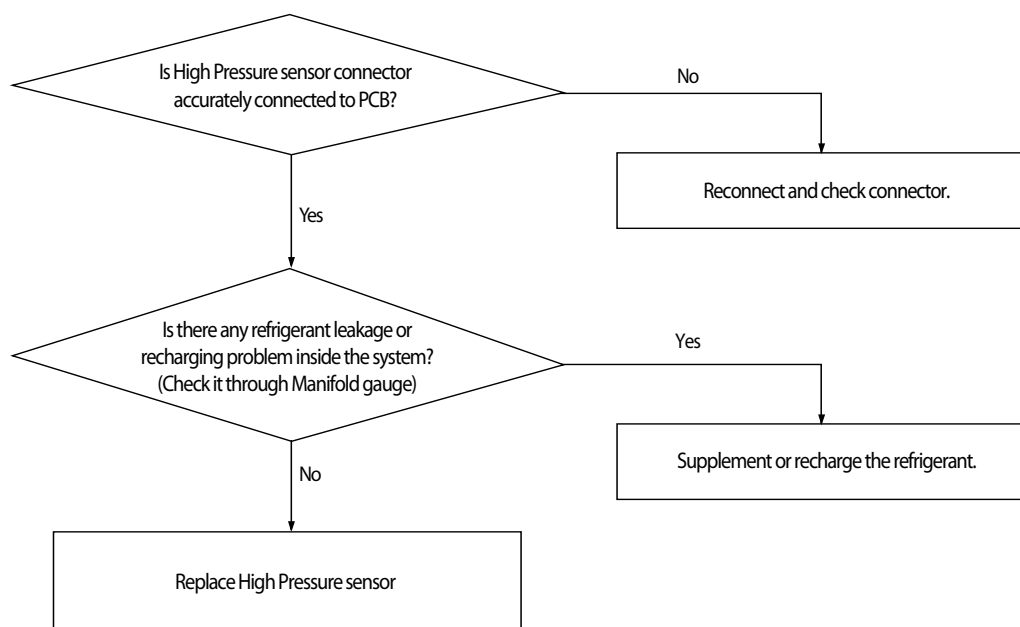 Is High Pressure sensor connector
accurately connected to PCB?
No
Reconnect and check connector.
Yes
Is there any refrigerant leakage or
recharging problem inside the system?
(Check it through Manifold gauge)
Yes
Supplement or recharge the refrigerant.
No
Replace High Pressure sensor